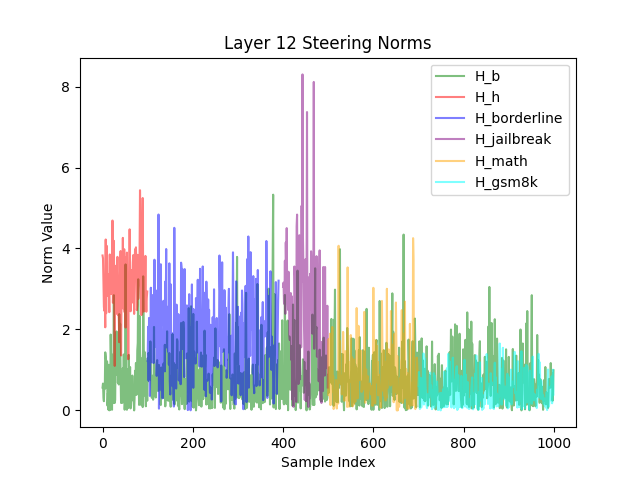 Layer 12 Steering Norms
H_b
H_h
H_borderline
H_jailbreak
H_math
H_gsm8k
Norm Value
8
6
4
2
0
0 200 400 600 800 1000
Sample Index